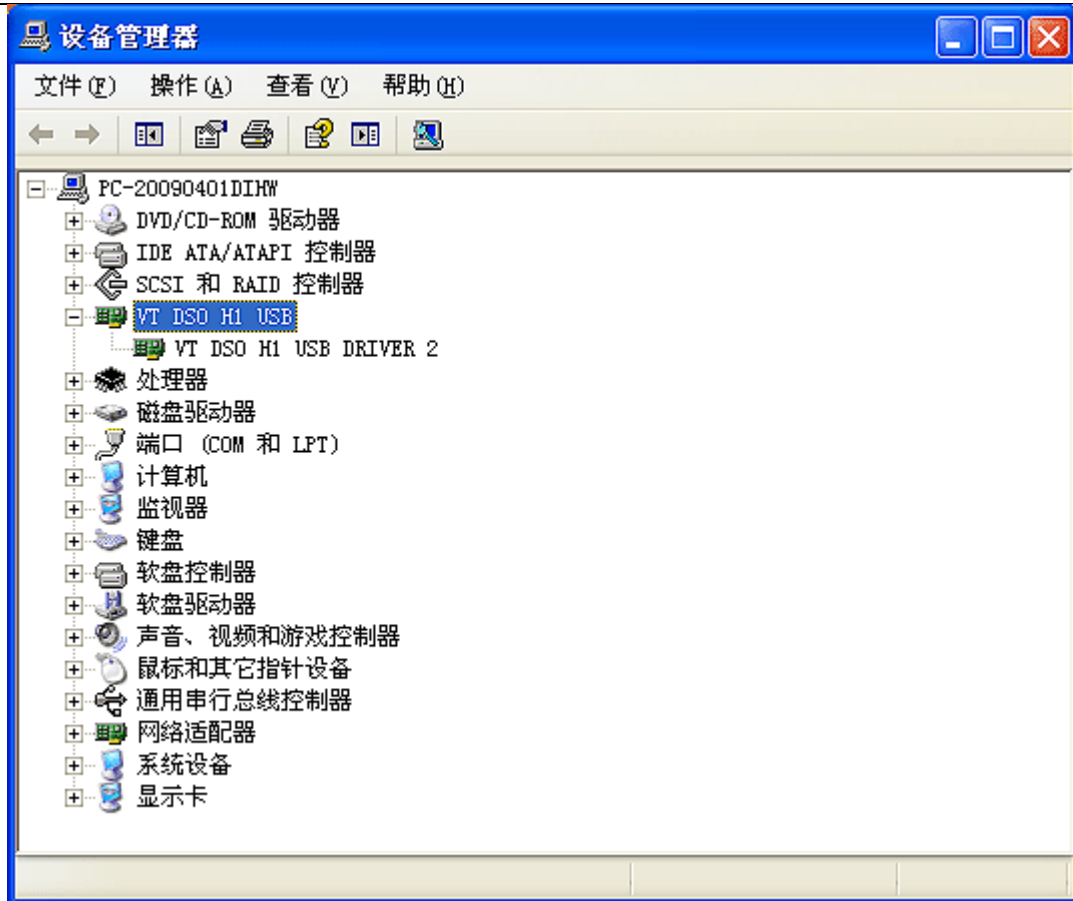 设备管理器
文件(F) 操作(A) 查看(V) 帮助(H)
PC-20090401DIHW
DVD/CD-ROM 驱动器
IDE ATA/ATAPI 控制器
SCSI 和 RAID 控制器
VT DSO H1 USB
VT DSO H1 USB DRIVER 2
处理器
磁盘驱动器
端口 (COM 和 LPT)
计算机
监视器
键盘
软盘控制器
软盘驱动器
声音、视频和游戏控制器
鼠标和其它指针设备
通用串行总线控制器
网络适配器
系统设备
显示卡